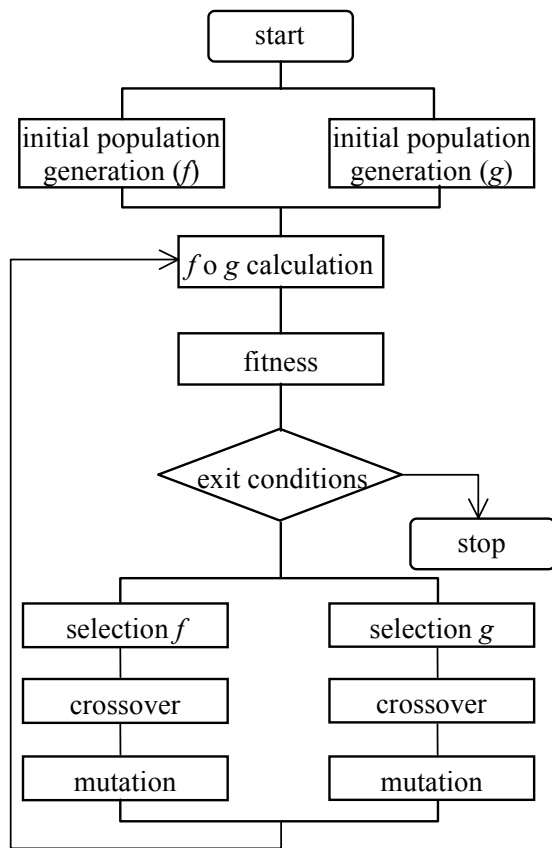 start
initial population
generation (f)
initial population
generation (g)
f o g calculation
fitness
exit conditions
stop
selection f
selection g
crossover
crossover
mutation
mutation